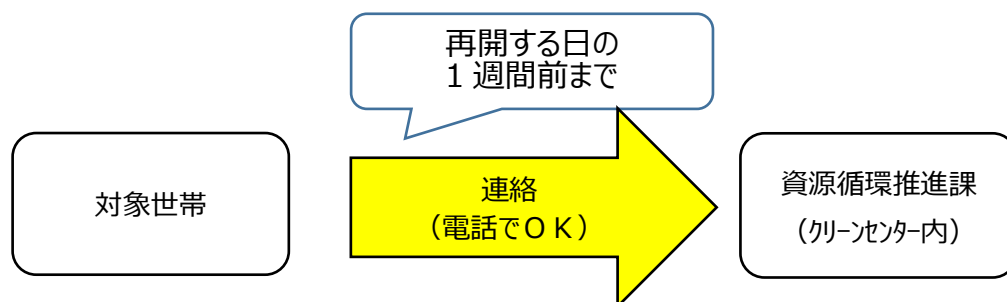 再開する日の
１週間前まで
対象世帯
連絡
（電話でＯＫ）
資源循環推進課
（ｸﾘｰﾝｾﾝﾀｰ内）